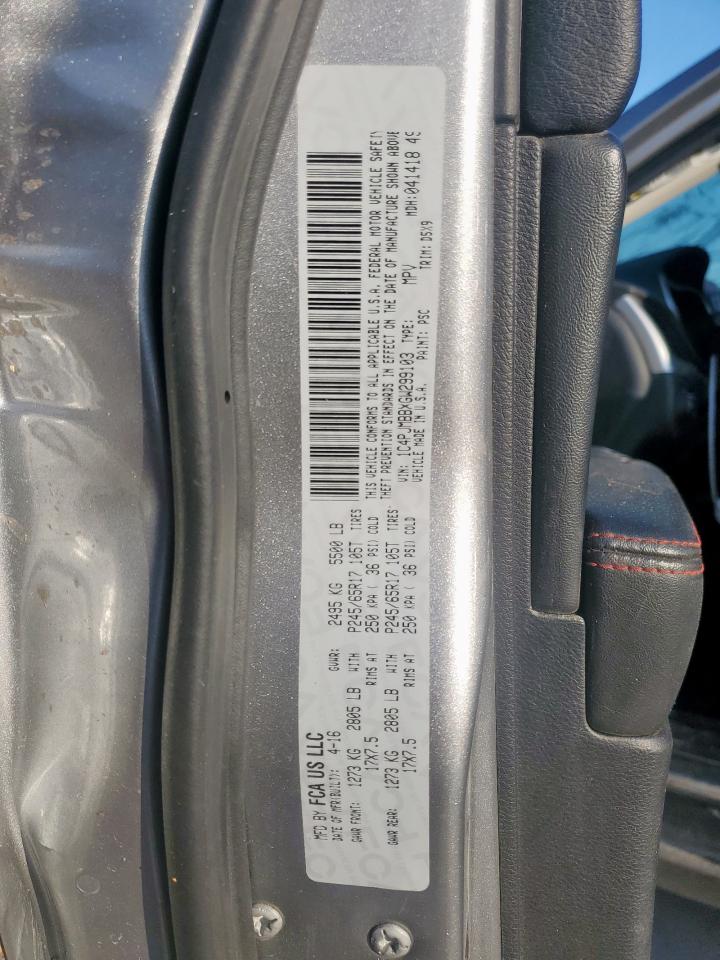 MFD BY FCA US LLC
DATE OF MFR(BUILT): 4-16 GVWR: 2495 KG 5500 LB
GAWR FRONT: 1273 KG 2805 LB WITH P245/65R17 105T TIRES
17X7.5 RIMS AT 250 KPA ( 36 PSI) COLD
GAWR REAR: 1273 KG 2805 LB WITH P245/65R17 105T TIRES
17X7.5 RIMS AT 250 KPA ( 36 PSI) COLD
THIS VEHICLE CONFORMS TO ALL APPLICABLE U.S.A. FEDERAL MOTOR VEHICLE SAFETY
THEFT PREVENTION STANDARDS IN EFFECT ON THE DATE OF MANUFACTURE SHOWN ABOVE
VIN: 1C4PJMBBXGW299103 TYPE: MPV MDH:041418 49
VEHICLE MADE IN U.S.A. PAINT: PSC TRIM: D5X9